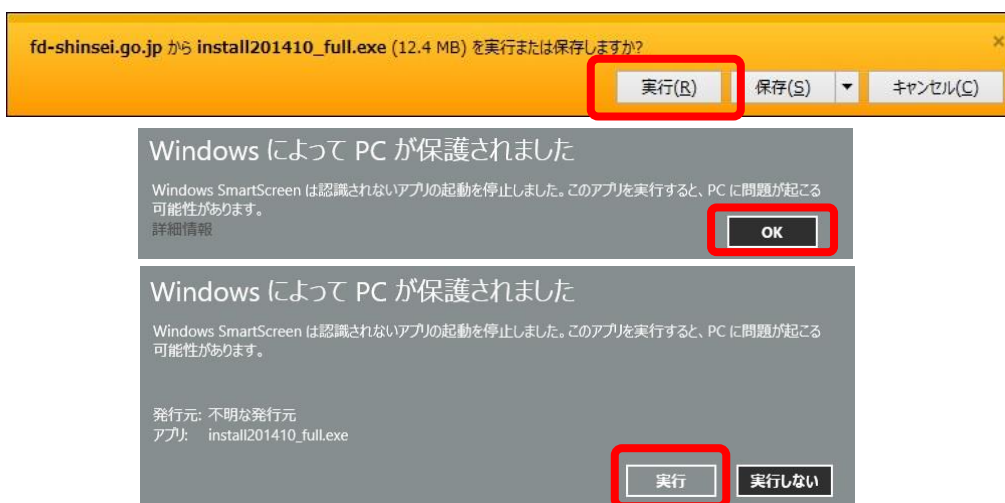 fd-shinsei.go.jp から install201410_full.exe (12.4 MB) を実行または保存しますか?
×
実行(R)
保存(S)
▼
キャンセル(C)
Windows によって PC が保護されました
Windows SmartScreen は認識されないアプリの起動を停止しました。このアプリを実行すると、PC に問題が起こる
可能性があります。
詳細情報
OK
Windows によって PC が保護されました
Windows SmartScreen は認識されないアプリの起動を停止しました。このアプリを実行すると、PC に問題が起こる
可能性があります。
発行元: 不明な発行元
アプリ: install201410_full.exe
実行
実行しない